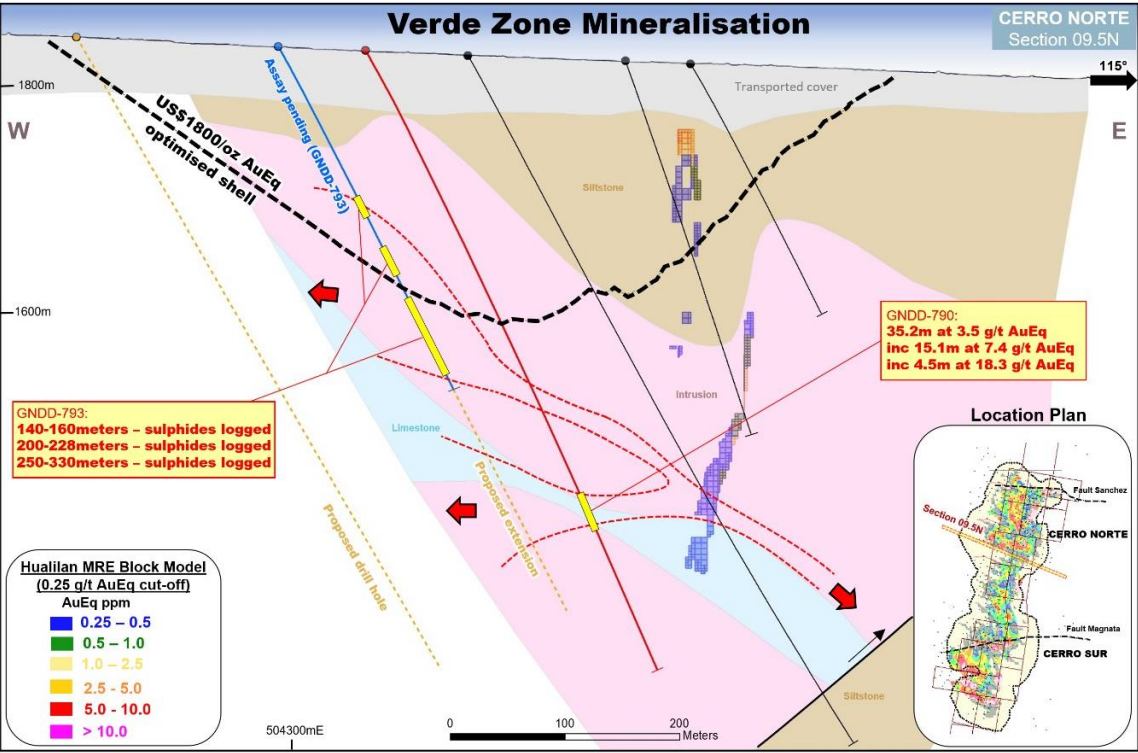 Verde Zone Mineralisation
CERRO NORTE
Section 09.5N
115°
1800m
Transported cover
W
E
US$1800/oz AuEq
optimised shell
Assay pending (GNDD-793)
Siltstone
1600m
GNDD-790:
35.2m at 3.5 g/t AuEq
inc 15.1m at 7.4 g/t AuEq
inc 4.5m at 18.3 g/t AuEq
Intrusion
Limestone
GNDD-793:
140-160meters – sulphides logged
200-228meters – sulphides logged
250-330meters – sulphides logged
Proposed drill hole
Proposed extension
Location Plan
Fault Sanchez
Section 09.5N
CERRO NORTE
Fault Magnata
CERRO SUR
Hualilan MRE Block Model
(0.25 g/t AuEq cut-off)
AuEq ppm
0.25 – 0.5
0.5 – 1.0
1.0 – 2.5
2.5 - 5.0
5.0 - 10.0
> 10.0
Siltstone
504300mE
0 100 200
Meters